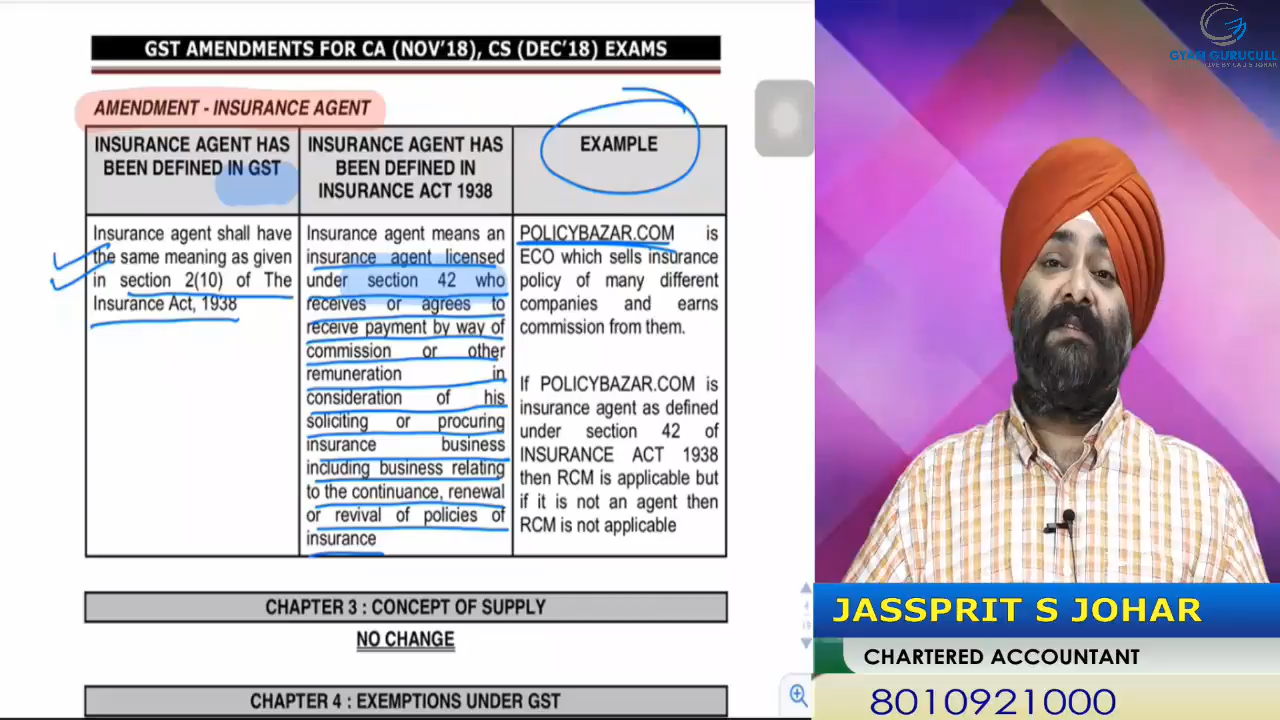 GST AMENDMENTS FOR CA (NOV'18), CS (DEC'18) EXAMS
AMENDMENT - INSURANCE AGENT
INSURANCE AGENT HAS
BEEN DEFINED IN GST
INSURANCE AGENT HAS
BEEN DEFINED IN
INSURANCE ACT 1938
EXAMPLE
Insurance agent shall have
the same meaning as given
in section 2(10) of The
Insurance Act, 1938
Insurance agent means an
insurance agent licensed
under section 42 who
receives or agrees to
receive payment by way of
commission or other
remuneration in
consideration of his
soliciting or procuring
insurance business
including business relating
to the continuance, renewal
or revival of policies of
insurance
POLICYBAZAR.COM is
ECO which sells insurance
policy of many different
companies and earns
commission from them.
If POLICYBAZAR.COM is
insurance agent as defined
under section 42 of
INSURANCE ACT 1938
then RCM is applicable but
if it is not an agent then
RCM is not applicable
CHAPTER 3 : CONCEPT OF SUPPLY
NO CHANGE
CHAPTER 4 : EXEMPTIONS UNDER GST
GYAN GURUCULL
JASSPRIT S JOHAR
CHARTERED ACCOUNTANT
8010921000